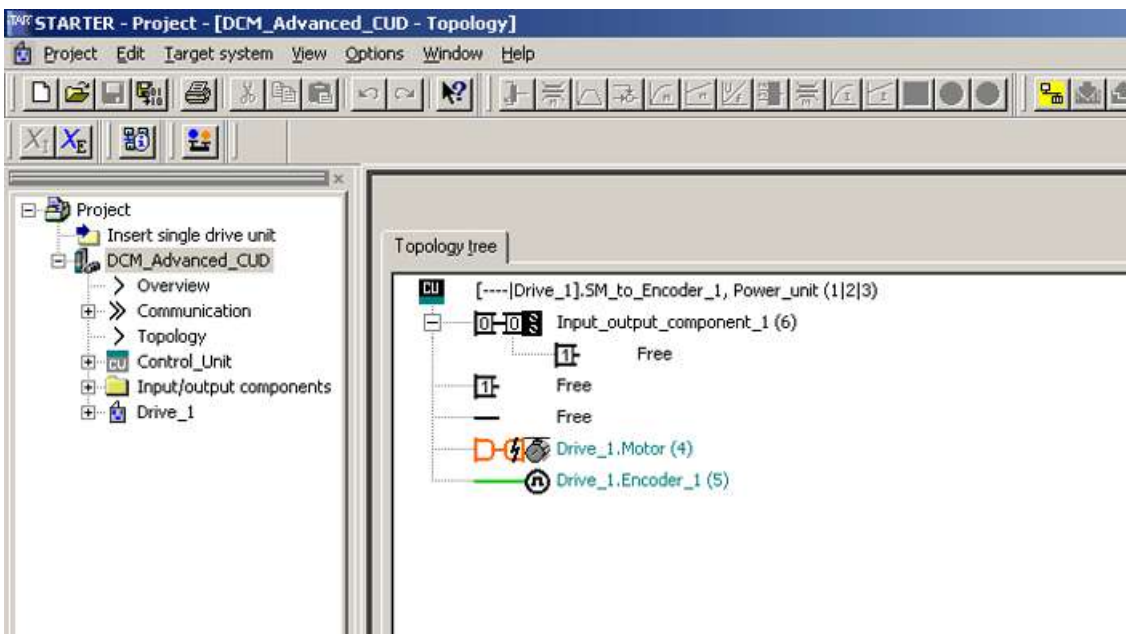 STARTER - Project - [DCM_Advanced_CUD - Topology]
Project Edit Target system View Options Window Help
Project
Insert single drive unit
DCM_Advanced_CUD
Overview
Communication
Topology
Control_Unit
Input/output components
Drive_1
Topology tree
[----|Drive_1].SM_to_Encoder_1, Power_unit (1|2|3)
Input_output_component_1 (6)
Free
Free
Free
Drive_1.Motor (4)
Drive_1.Encoder_1 (5)